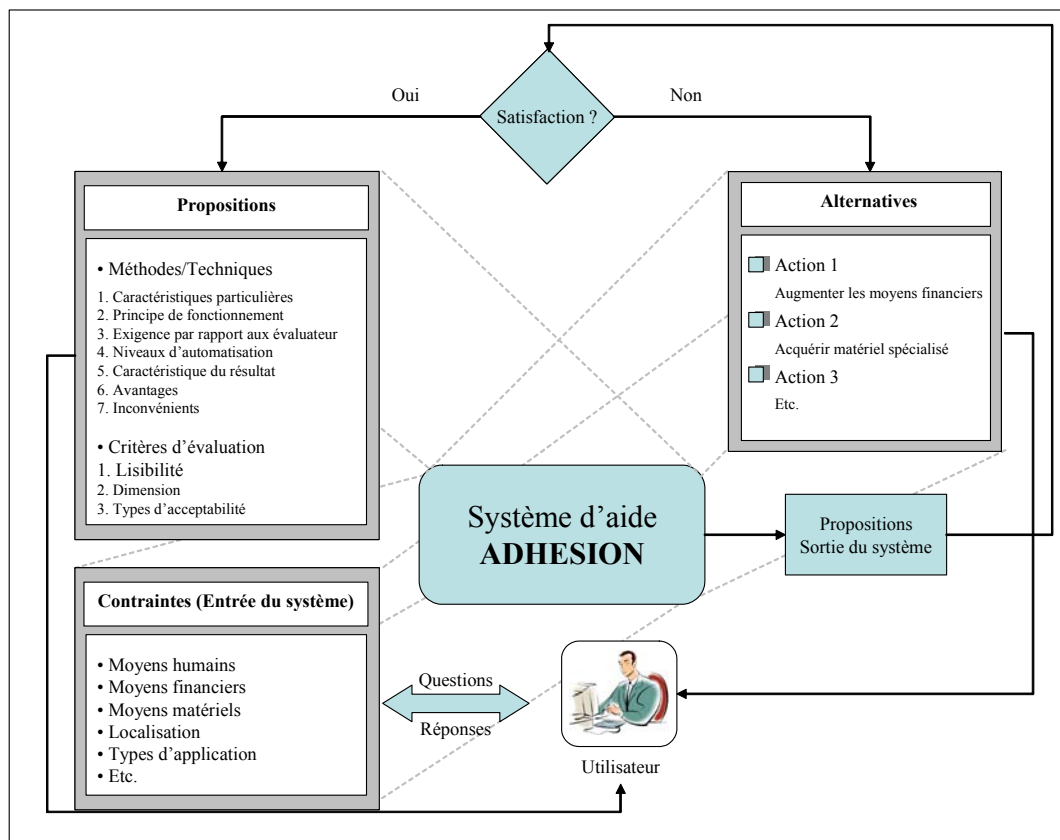 Oui
Non
Satisfaction ?
Propositions
• Méthodes/Techniques
1. Caractéristiques particulières
2. Principe de fonctionnement
3. Exigence par rapport aux évaluateur
4. Niveaux d'automatisation
5. Caractéristique du résultat
6. Avantages
7. Inconvénients
• Critères d'évaluation
1. Lisibilité
2. Dimension
3. Types d'acceptabilité
Alternatives
Action 1
Augmenter les moyens financiers
Action 2
Acquérir matériel spécialisé
Action 3
Etc.
Système d'aide
ADHESION
Propositions
Sortie du système
Contraintes (Entrée du système)
• Moyens humains
• Moyens financiers
• Moyens matériels
• Localisation
• Types d'application
• Etc.
Questions
Réponses
Utilisateur